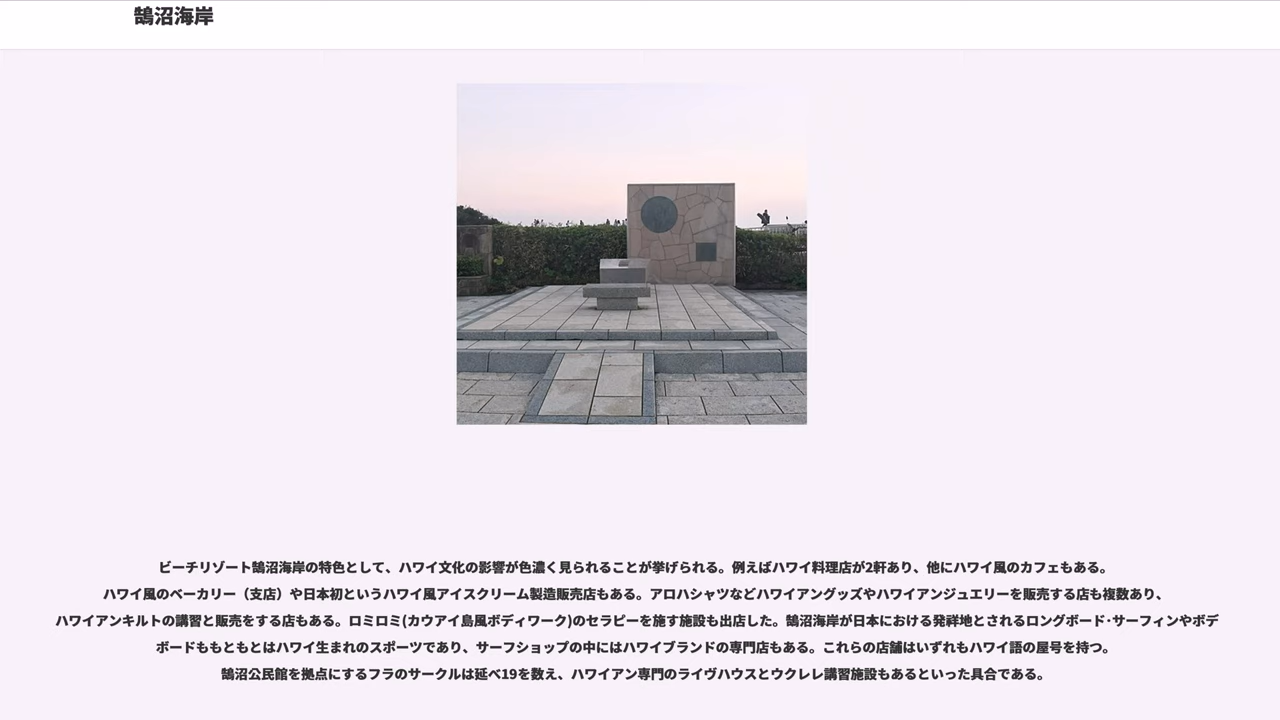 鵠沼海岸
ビーチリゾート鵠沼海岸の特色として、ハワイ文化の影響が色濃く見られることが挙げられる。例えばハワイ料理店が2軒あり、他にハワイ風のカフェもある。
ハワイ風のベーカリー（支店）や日本初というハワイ風アイスクリーム製造販売店もある。アロハシャツなどハワイアングッズやハワイアンジュエリーを販売する店も複数あり、
ハワイアンキルトの講習と販売をする店もある。ロミロミ(カウアイ島風ボディワーク)のセラピーを施す施設も出店した。鵠沼海岸が日本における発祥地とされるロングボード･サーフィンやボデ
ボードももともとはハワイ生まれのスポーツであり、サーフショップの中にはハワイブランドの専門店もある。これらの店舗はいずれもハワイ語の屋号を持つ。
鵠沼公民館を拠点にするフラのサークルは延べ19を数え、ハワイアン専門のライヴハウスとウクレレ講習施設もあるといった具合である。